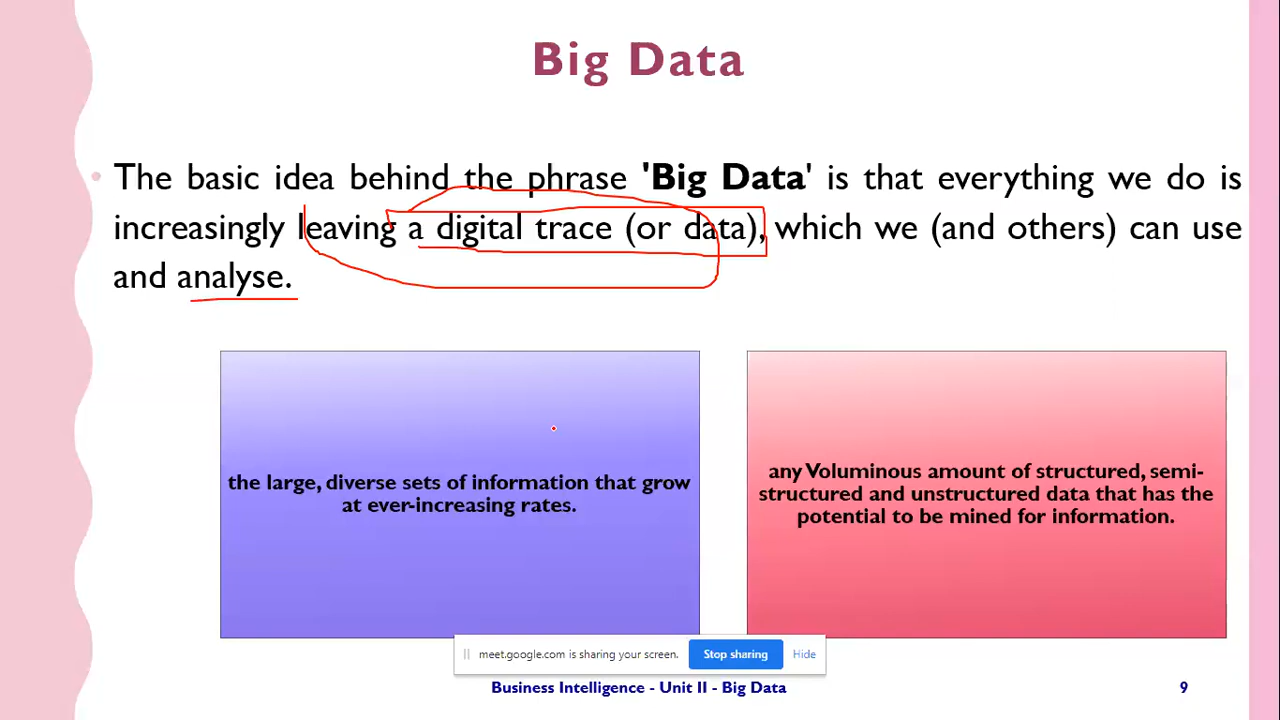 Big Data
• The basic idea behind the phrase 'Big Data' is that everything we do is
increasingly leaving a digital trace (or data), which we (and others) can use
and analyse.
the large, diverse sets of information that grow
at ever-increasing rates.
any Voluminous amount of structured, semi-
structured and unstructured data that has the
potential to be mined for information.
meet.google.com is sharing your screen. Stop sharing Hide
Business Intelligence - Unit II - Big Data 9